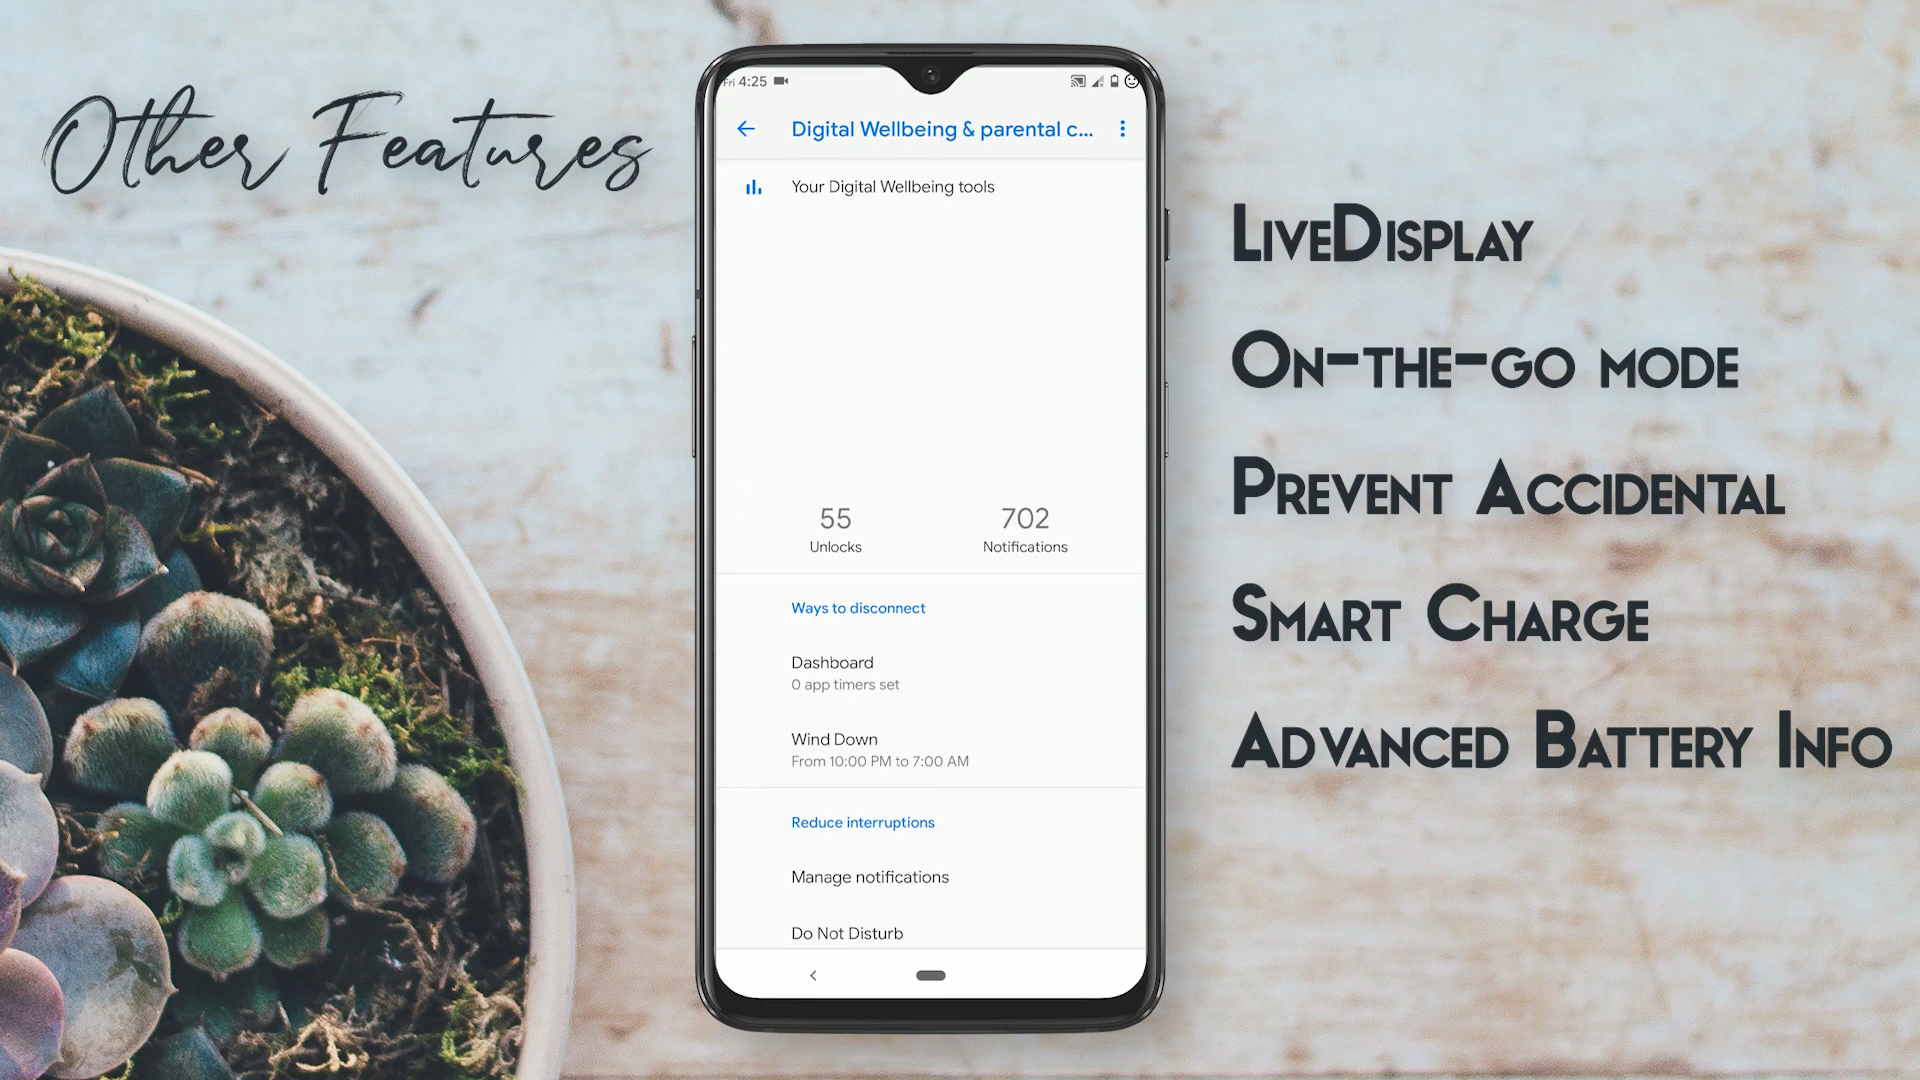 Other Features
Fri 4:25
Digital Wellbeing & parental c...
Your Digital Wellbeing tools
55
702
Unlocks
Notifications
Ways to disconnect
Dashboard
0 app timers set
Wind Down
From 10:00 PM to 7:00 AM
Reduce interruptions
Manage notifications
Do Not Disturb
LiveDisplay
On-the-go mode
Prevent Accidental
Smart Charge
Advanced Battery Info